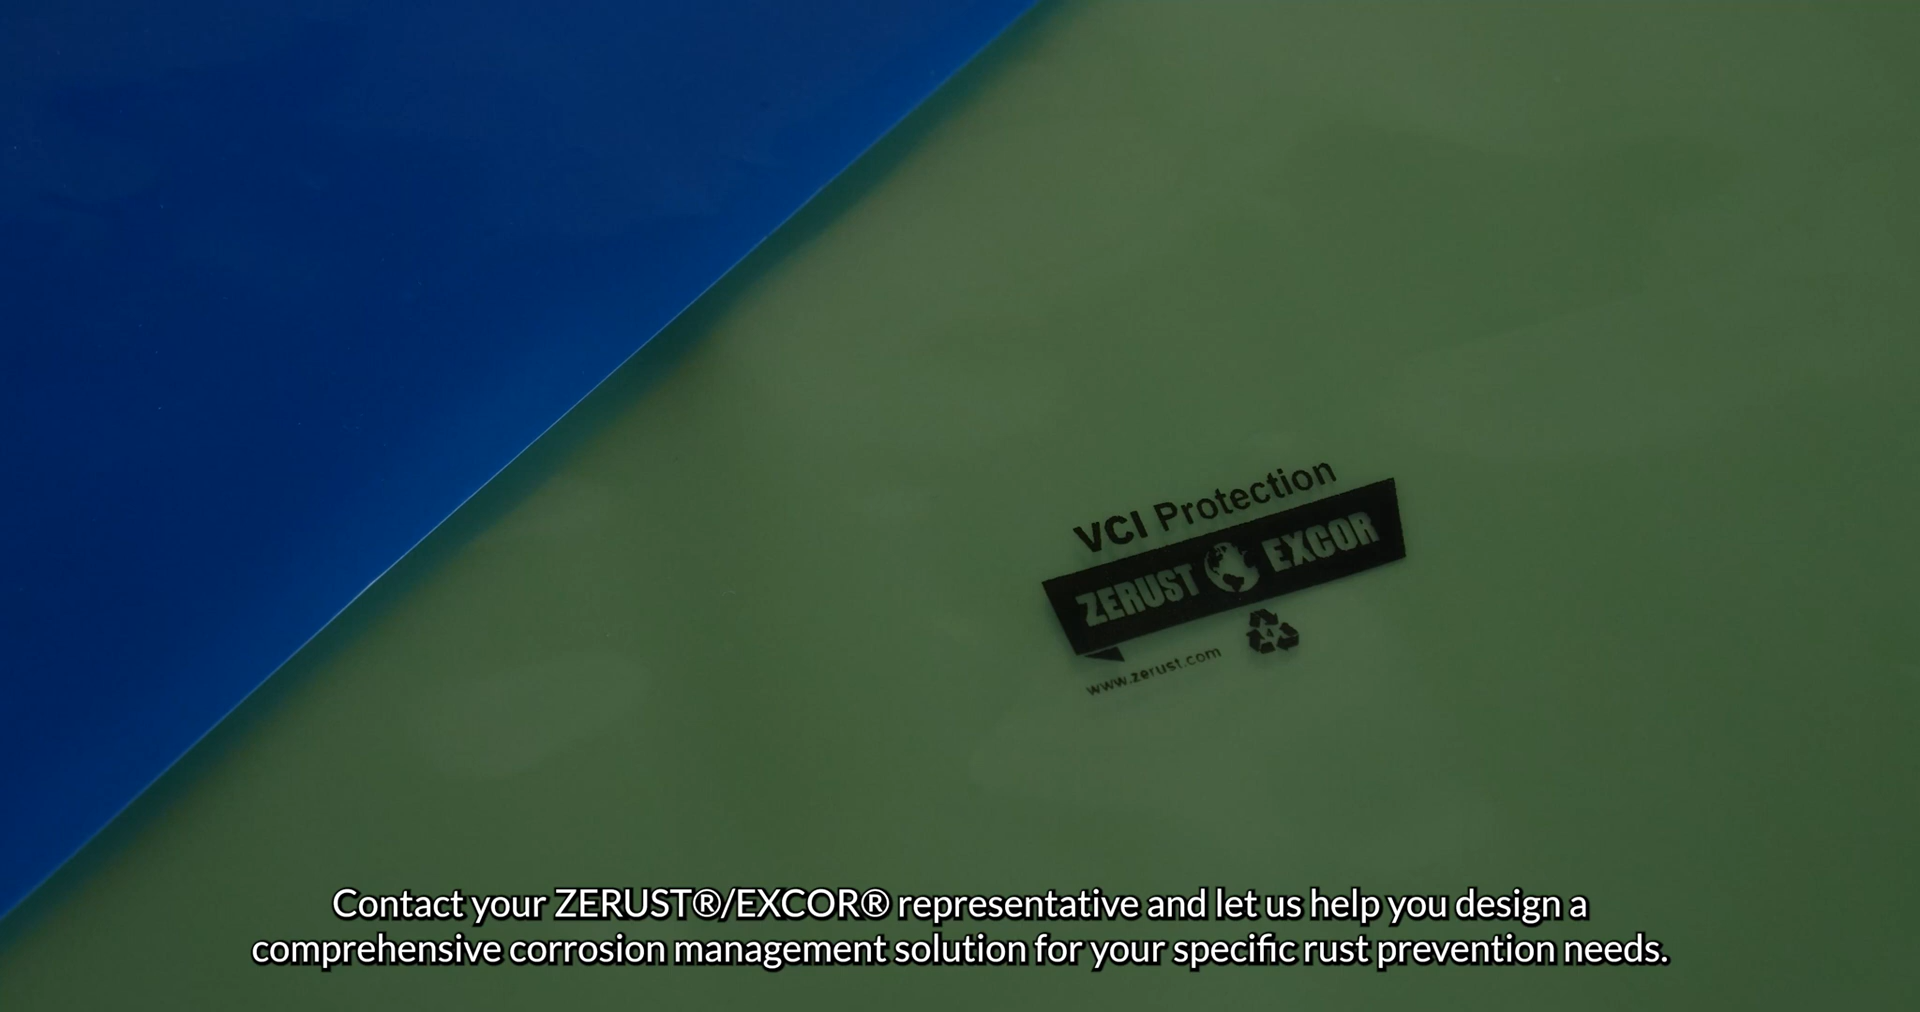 VCI Protection
ZERUST EXCOR
www.zerust.com
Contact your ZERUST®/EXCOR® representative and let us help you design a
comprehensive corrosion management solution for your specific rust prevention needs.